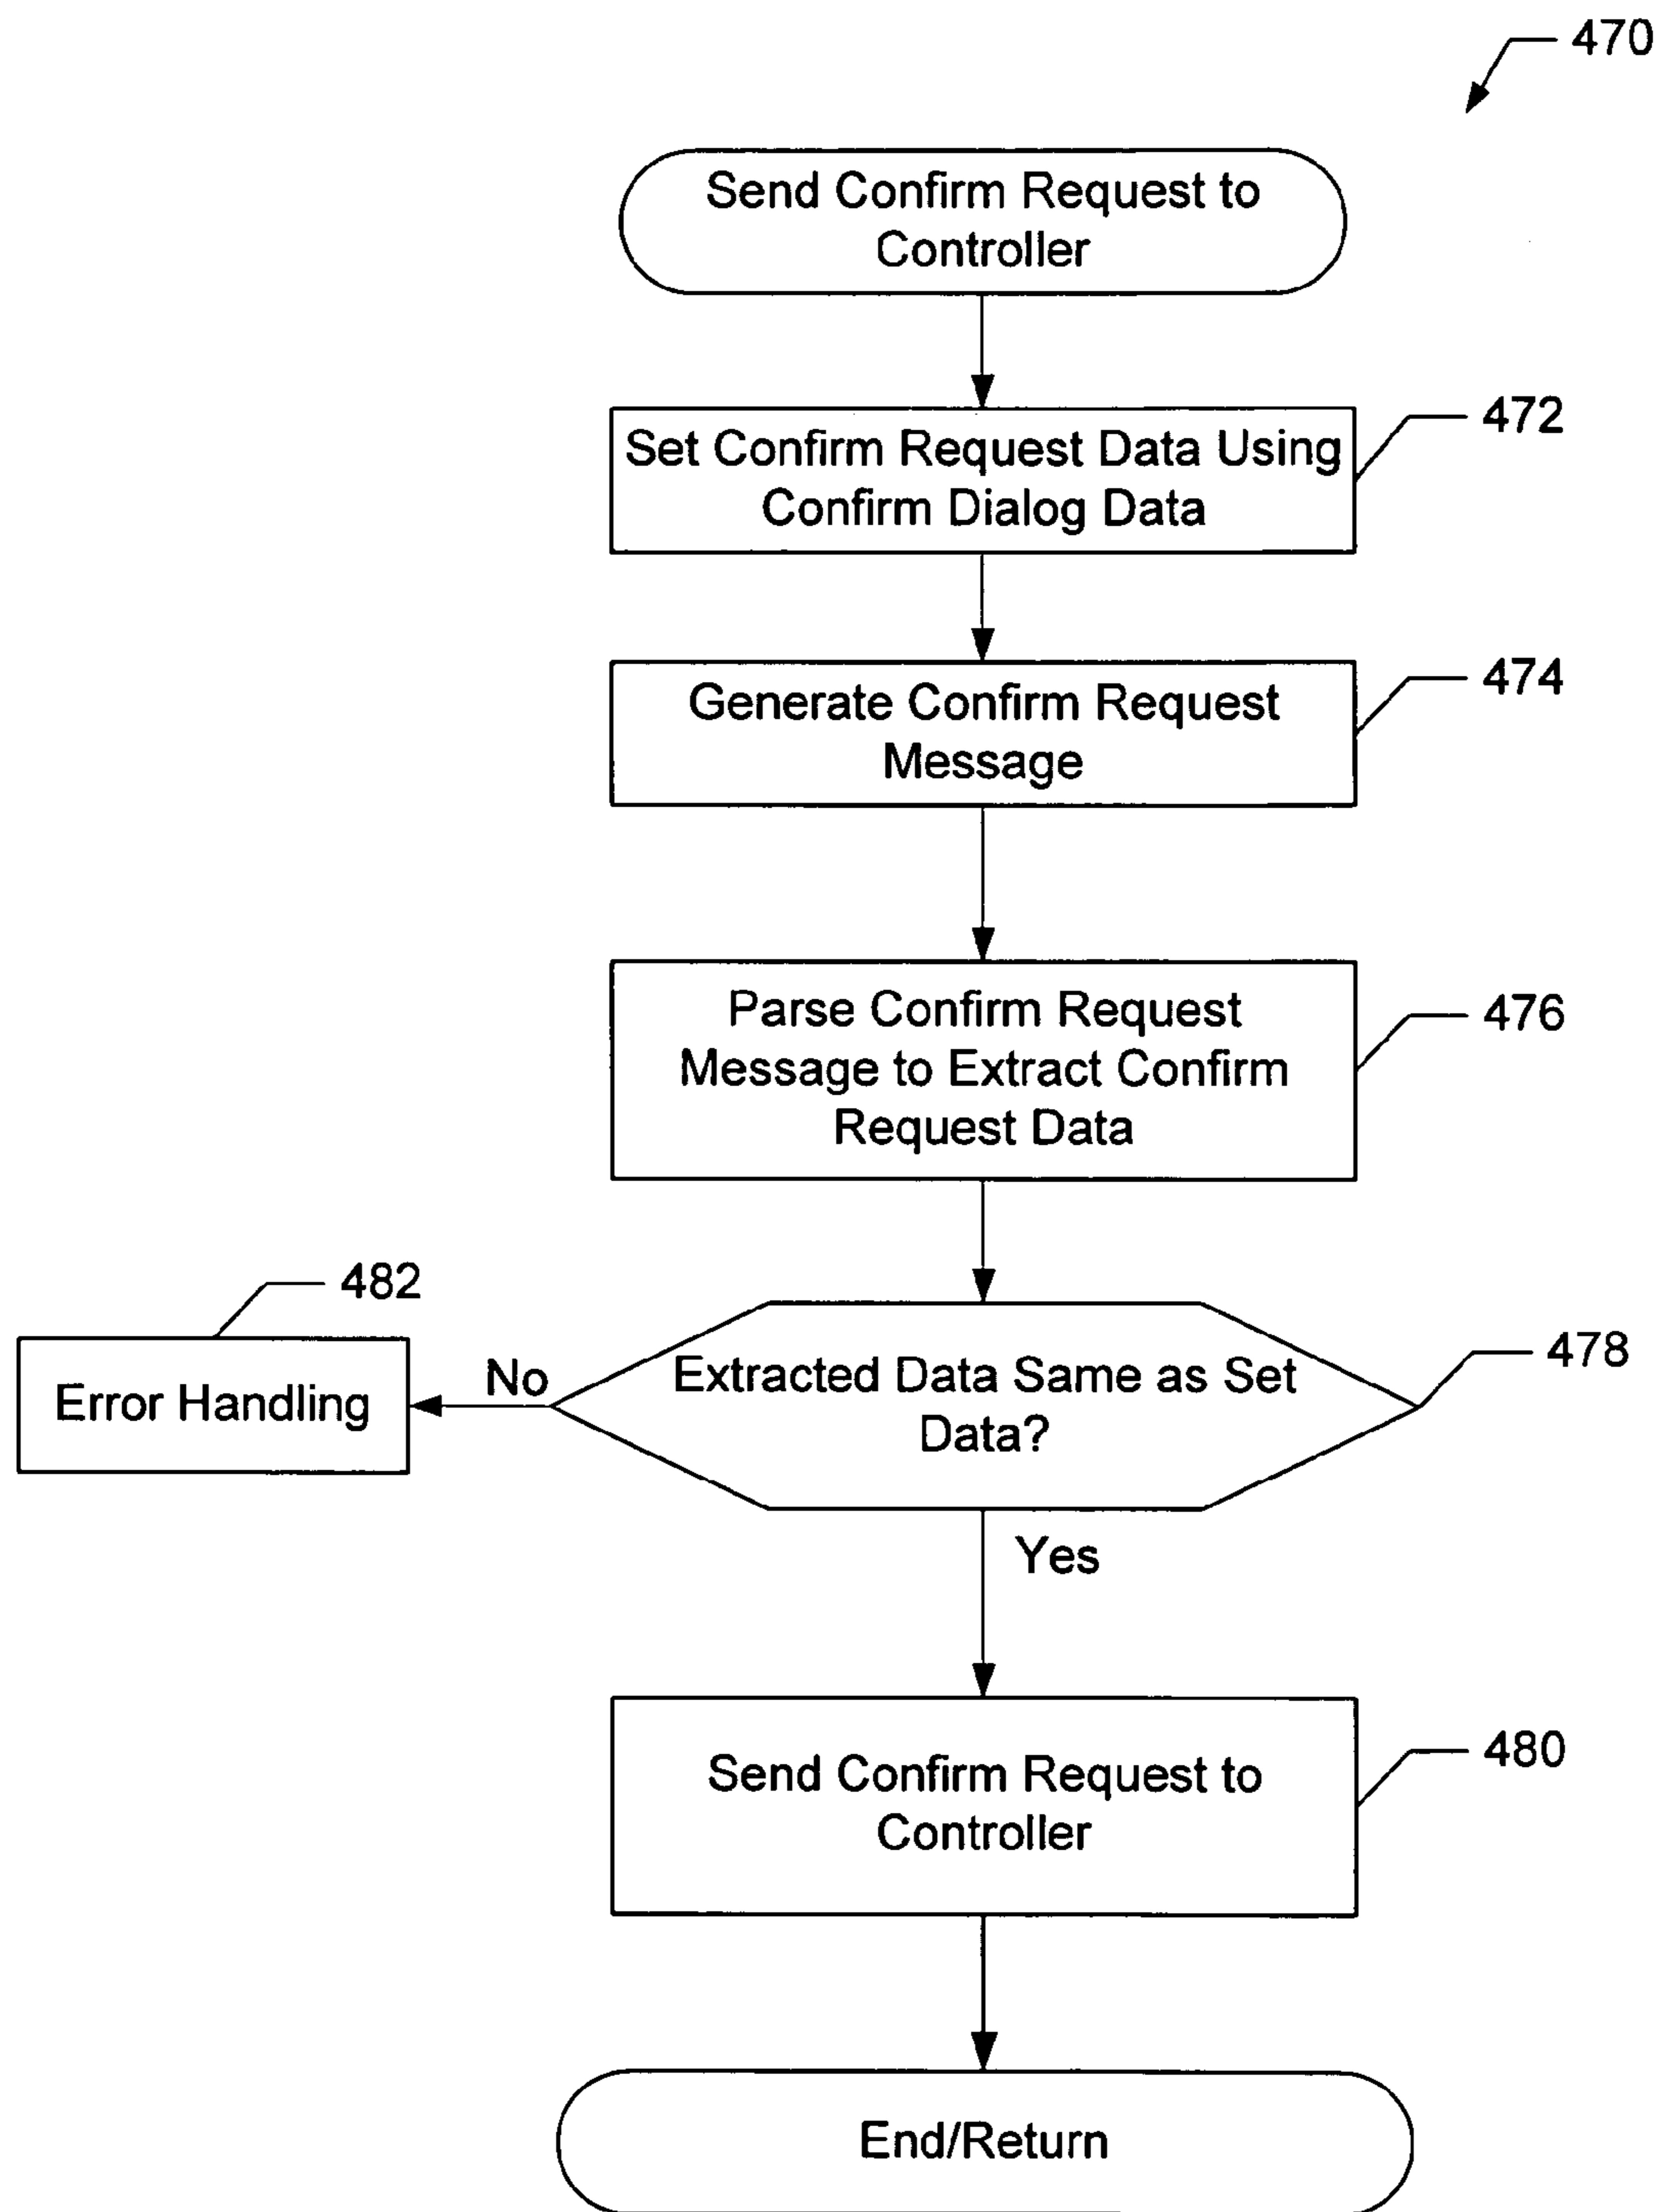 470
Send Confirm Request to
Controller
472
Set Confirm Request Data Using
Confirm Dialog Data
474
Generate Confirm Request
Message
476
Parse Confirm Request
Message to Extract Confirm
Request Data
482
Error Handling
No
478
Extracted Data Same as Set
Data?
Yes
480
Send Confirm Request to
Controller
End/Return